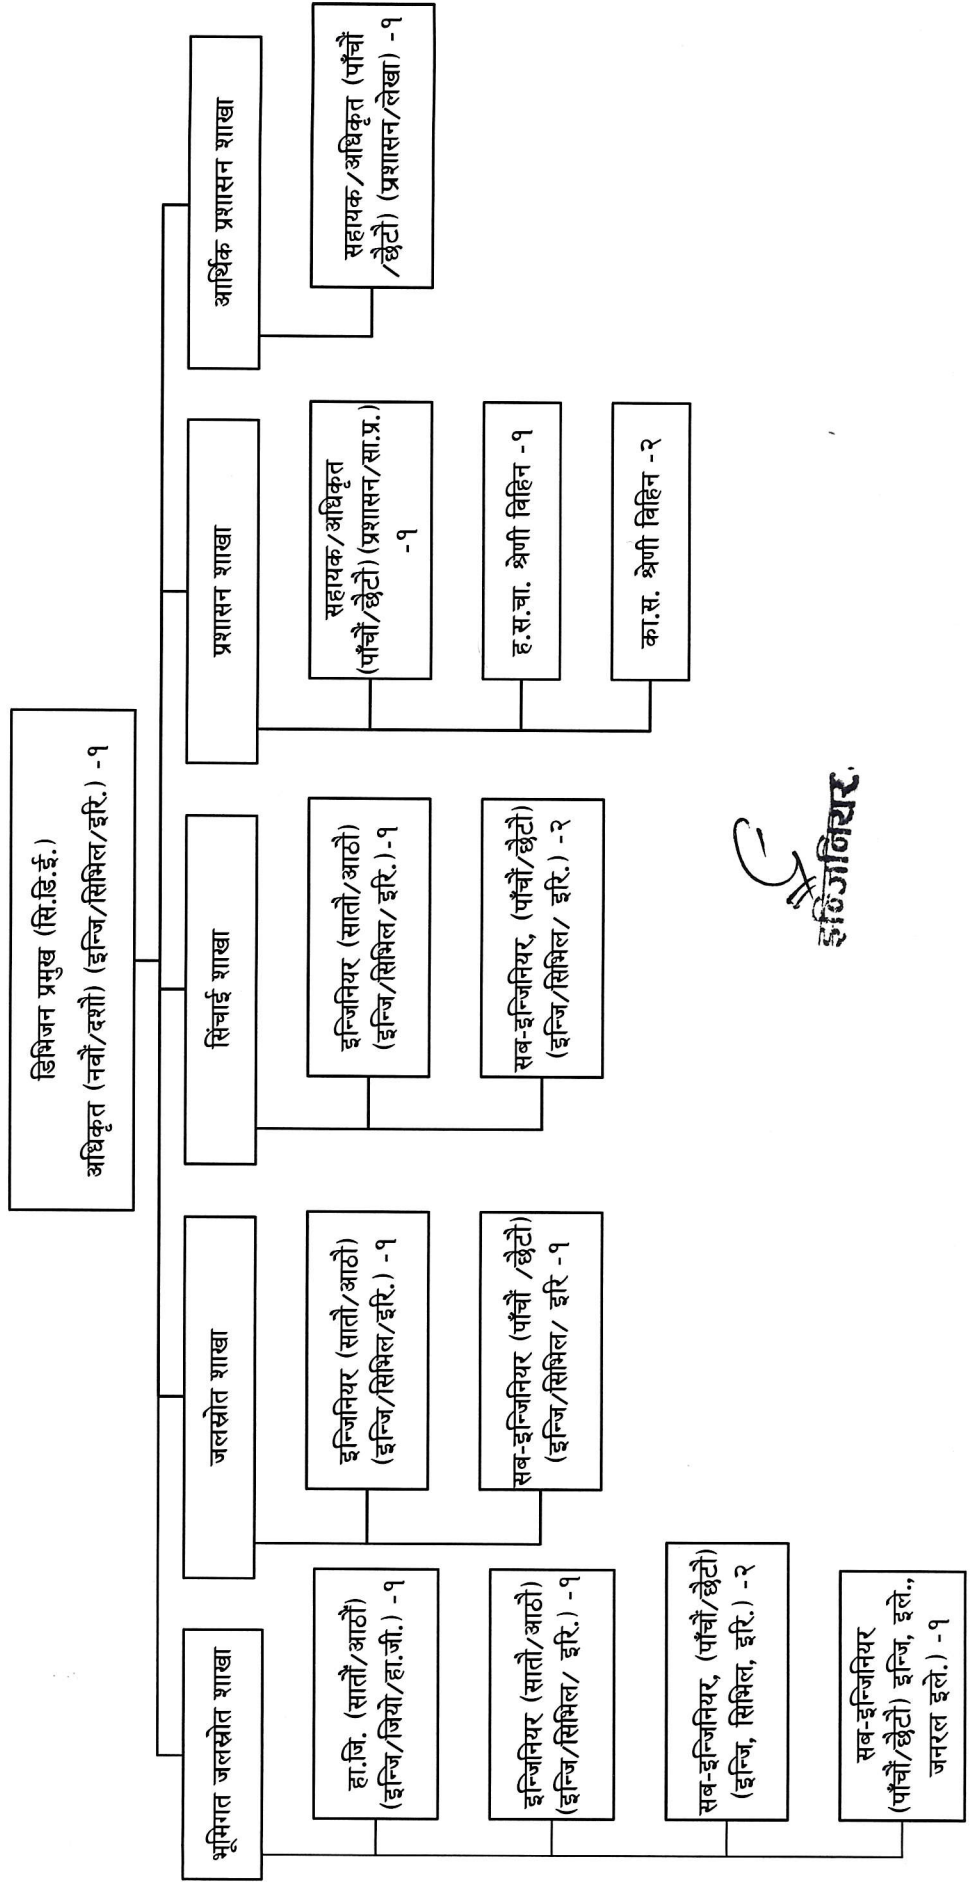 डिभिजन प्रमुख (सि.डि.ई.)
अधिकृत (नवौं/दशौ) (इन्जि/सिभिल/इरि.) -१
भूमिगत जलस्रोत शाखा
हा.जि. (सातौं/आठौं)
(इन्जि/जियो/हा.जी.) -१
इन्जिनियर (सातौ/आठौ)
(इन्जि/सिभिल/ इरि.) -१
सब-इन्जिनियर, (पाँचौं/छैटौ)
(इन्जि, सिभिल, इरि.) -२
सब-इन्जिनियर
(पाँचौं/छैटौ) इन्जि, इले.,
जनरल इले.) -१
जलस्रोत शाखा
इन्जिनियर (सातौ/आठौ)
(इन्जि/सिभिल/इरि.) -१
सब-इन्जिनियर (पाँचौं /छैटौ)
(इन्जि/सिभिल/ इरि -१
सिंचाई शाखा
इन्जिनियर (सातौ/आठौ)
(इन्जि/सिभिल/ इरि.)-१
सब-इन्जिनियर, (पाँचौं/छैटौ)
(इन्जि/सिभिल/ इरि.) -२
प्रशासन शाखा
सहायक/अधिकृत
(पाँचौं/छैटौ)(प्रशासन/सा.प्र.)
-१
ह.स.चा. श्रेणी विहिन -१
का.स. श्रेणी विहिन -२
आर्थिक प्रशासन शाखा
सहायक/अधिकृत (पाँचौं
/छैटौ) (प्रशासन/लेखा) -१
इन्जिनियर